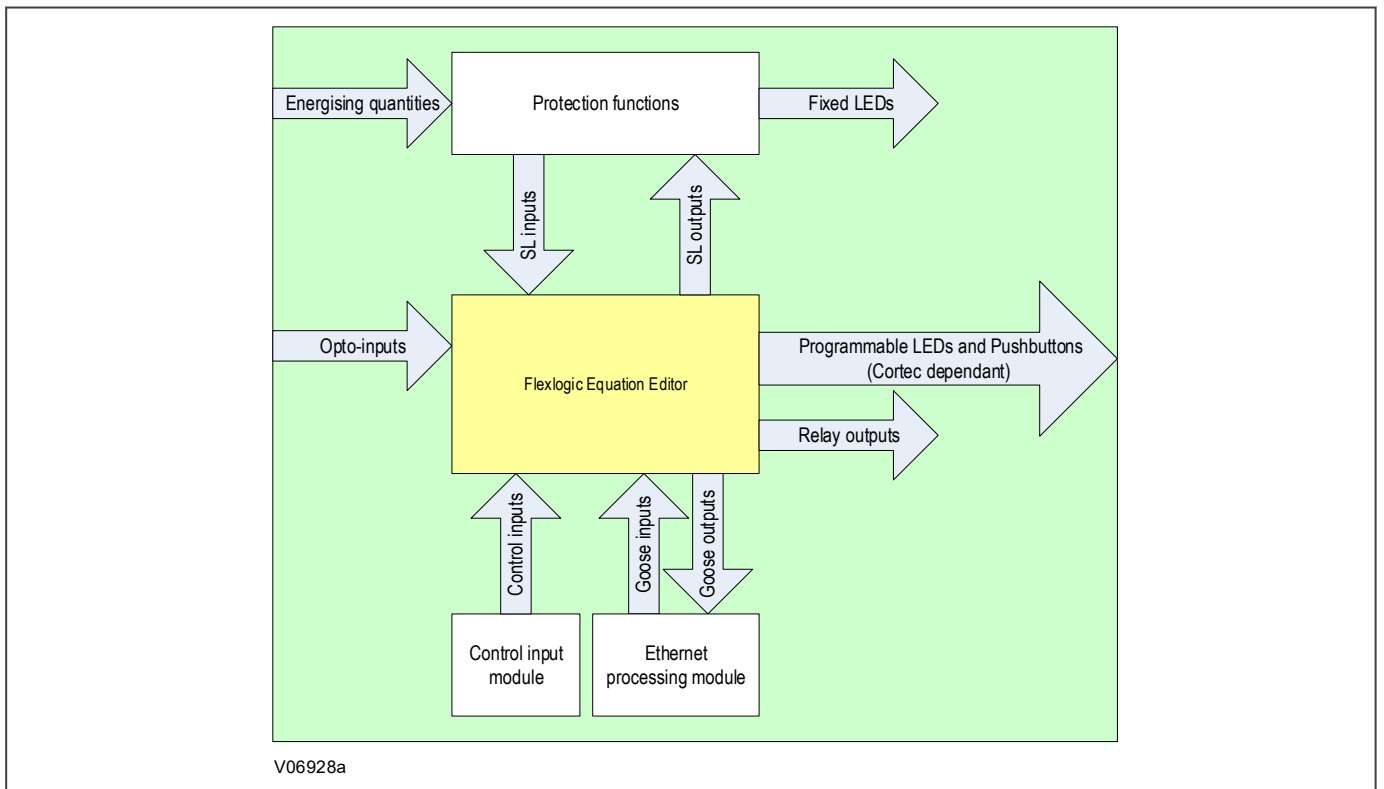 Energising quantities
Protection functions
Fixed LEDs
SL inputs
SL outputs
Opto-inputs
Flexlogic Equation Editor
Programmable LEDs and Pushbuttons
(Cortec dependant)
Relay outputs
Control inputs
Goose inputs
Goose outputs
Control input
module
Ethernet
processing module
V06928a